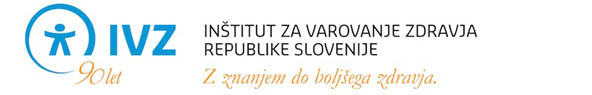 IVZ
90 let
INŠTITUT ZA VAROVANJE ZDRAVJA
REPUBLIKE SLOVENIJE
Z znanjem do boljšega zdravja.